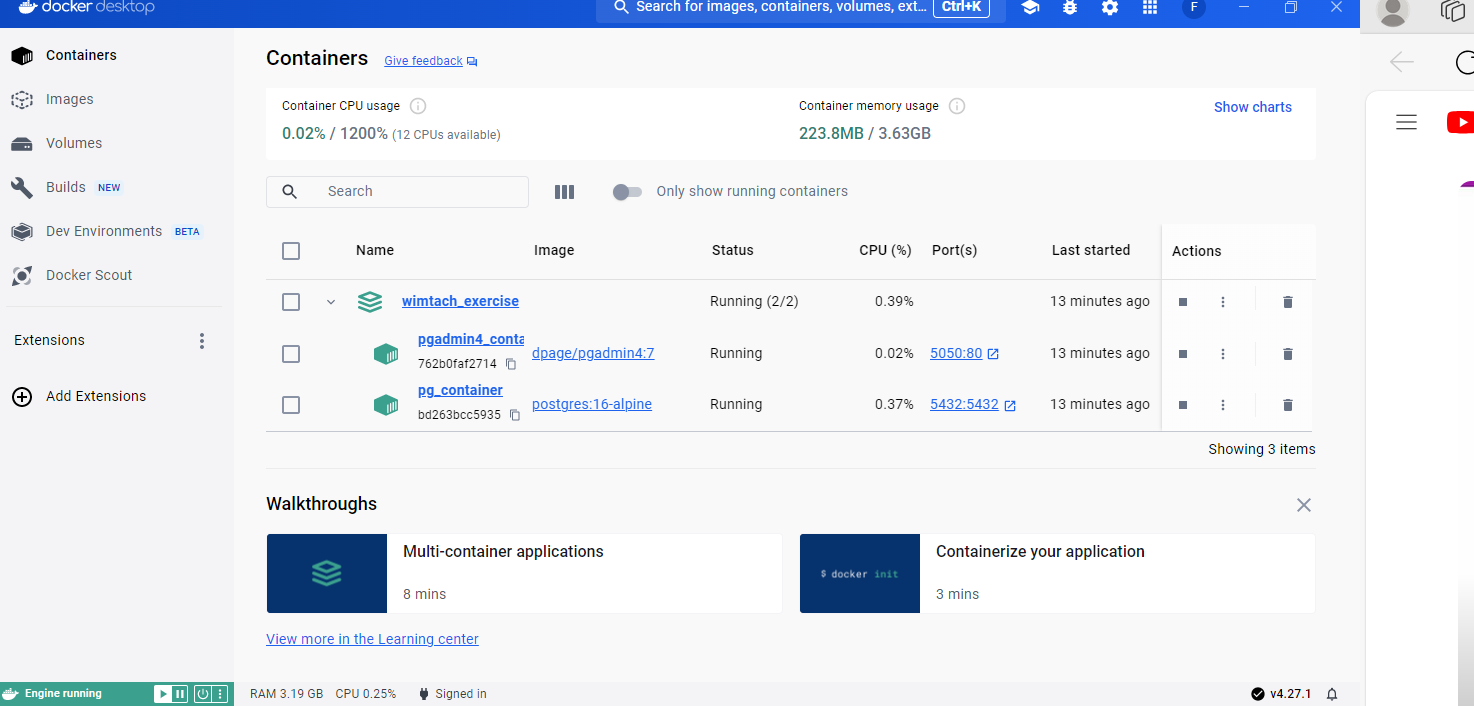 docker desktop
Search for images, containers, volumes, ext...
Ctrl+K
F
Containers
Images
Volumes
Builds NEW
Dev Environments BETA
Docker Scout
Extensions
Add Extensions
Containers Give feedback
Container CPU usage
0.02% / 1200% (12 CPUs available)
Container memory usage
223.8MB / 3.63GB
Show charts
Search
Only show running containers
Name Image Status CPU (%) Port(s) Last started Actions
wimtach_exercise Running (2/2) 0.39% 13 minutes ago
pgadmin4_conta
762b0faf2714
dpage/pgadmin4:7 Running 0.02% 5050:80 13 minutes ago
pg_container
bd263bcc5935
postgres:16-alpine Running 0.37% 5432:5432 13 minutes ago
Showing 3 items
Walkthroughs
Multi-container applications
8 mins
$ docker init
Containerize your application
3 mins
View more in the Learning center
Engine running
RAM 3.19 GB CPU 0.25% Signed in
v4.27.1